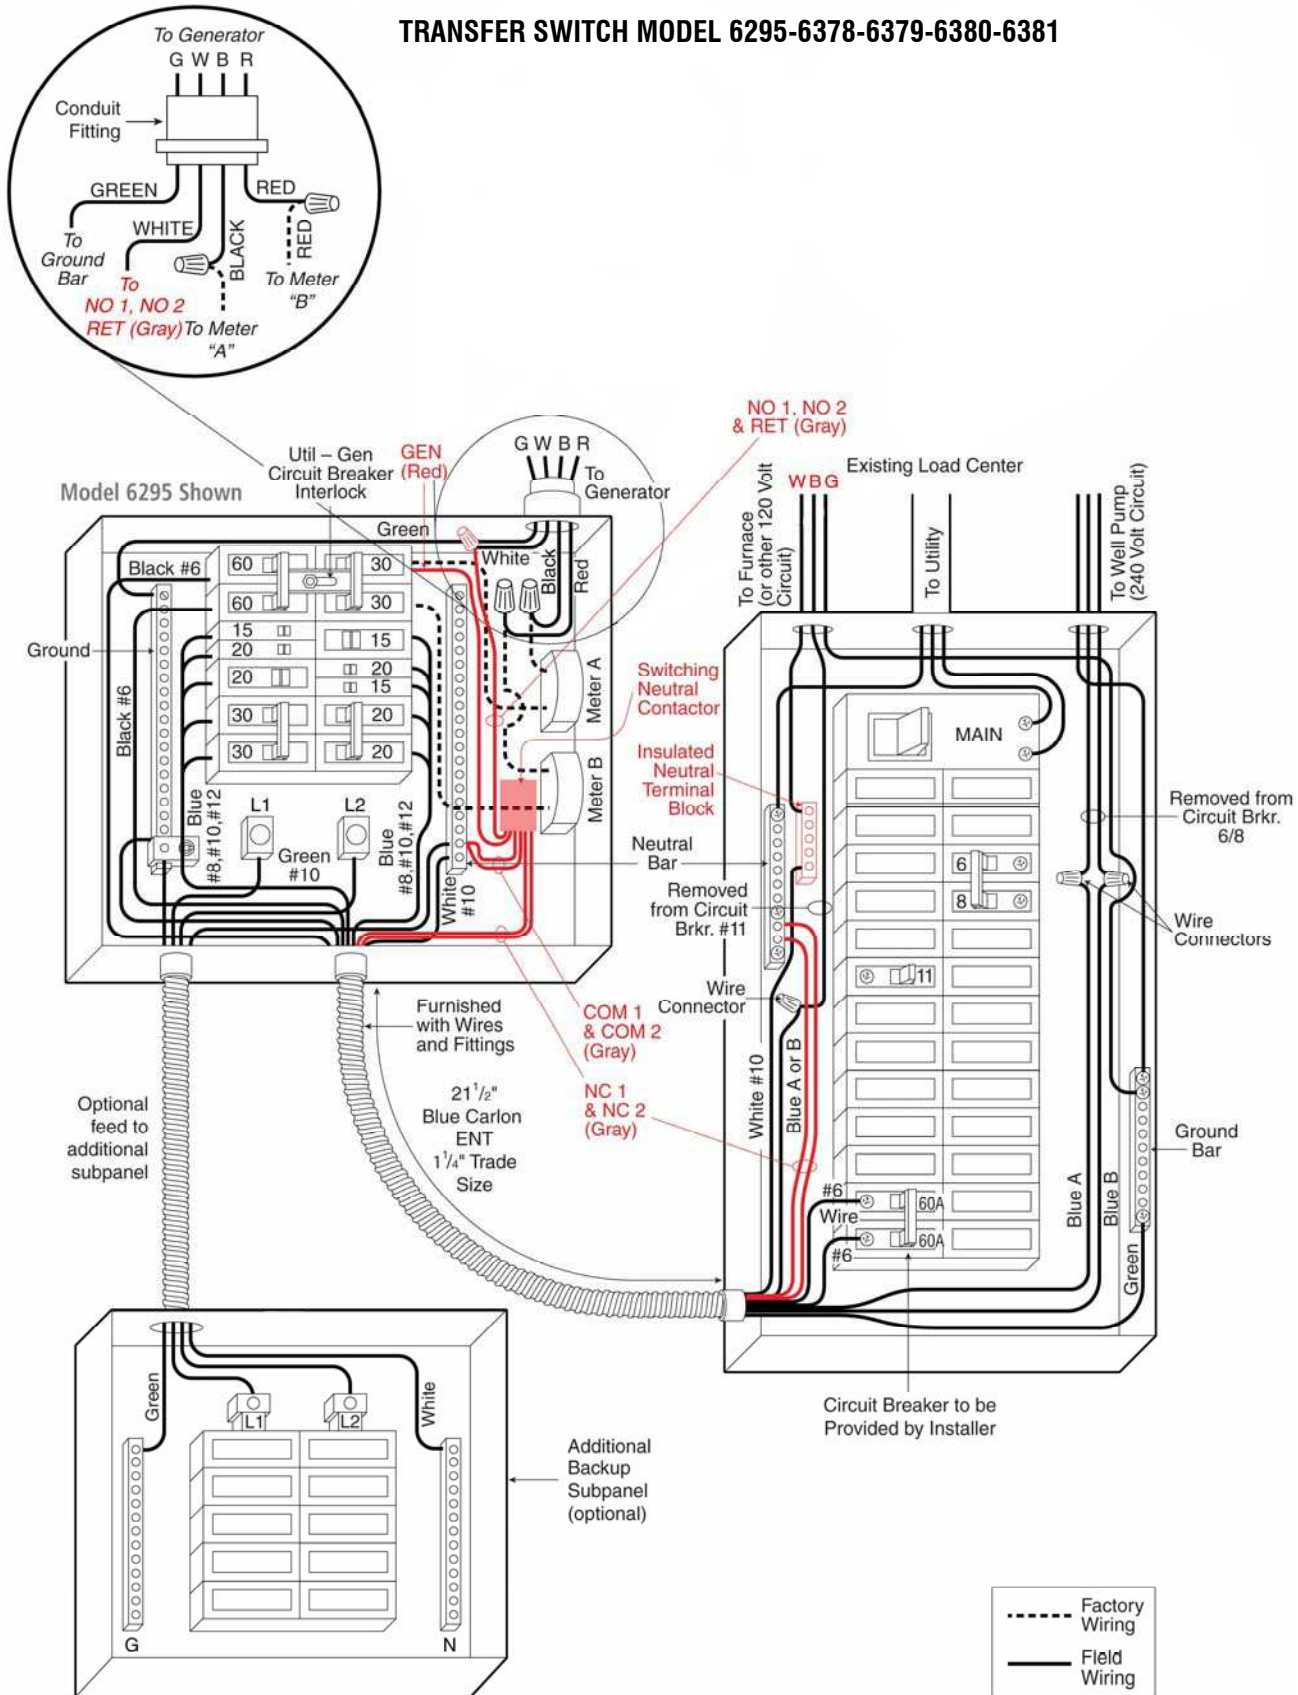 TRANSFER SWITCH MODEL 6295-6378-6379-6380-6381
To Generator
G W B R
Conduit
Fitting
GREEN
RED
WHITE
BLACK
RED
To
Ground
Bar
To
NO 1, NO 2
RET (Gray)
To Meter
"A"
To Meter
"B"
NO 1, NO 2
& RET (Gray)
Model 6295 Shown
Util – Gen
Circuit Breaker
Interlock
GEN
(Red)
G W B R
To
Generator
Green
White
Black
Red
Black #6
Ground
Black #6
60
30
60
30
15
15
20
20
20
15
30
20
30
20
Meter A
Meter B
Switching
Neutral
Contactor
Insulated
Neutral
Terminal
Block
L1
L2
Blue
#8,#10,#12
Green
#10
Blue
#8,#10,#12
White
#10
Neutral
Bar
Removed
from Circuit
Brkr. #11
Wire
Connector
Furnished
with Wires
and Fittings
COM 1
& COM 2
(Gray)
NC 1
& NC 2
(Gray)
21 1/2"
Blue Carlon
ENT
1 1/4" Trade
Size
Optional
feed to
additional
subpanel
Existing Load Center
W B G
To Furnace
(or other 120 Volt
Circuit)
To Utility
To Well Pump
(240 Volt Circuit)
MAIN
6
8
11
Removed from
Circuit Brkr.
6/8
Wire
Connectors
White #10
Blue A or B
#6
Wire
#6
60A
60A
Blue A
Blue B
Green
Ground
Bar
Circuit Breaker to be
Provided by Installer
Green
L1
L2
White
G
N
Additional
Backup
Subpanel
(optional)
Factory
Wiring
Field
Wiring